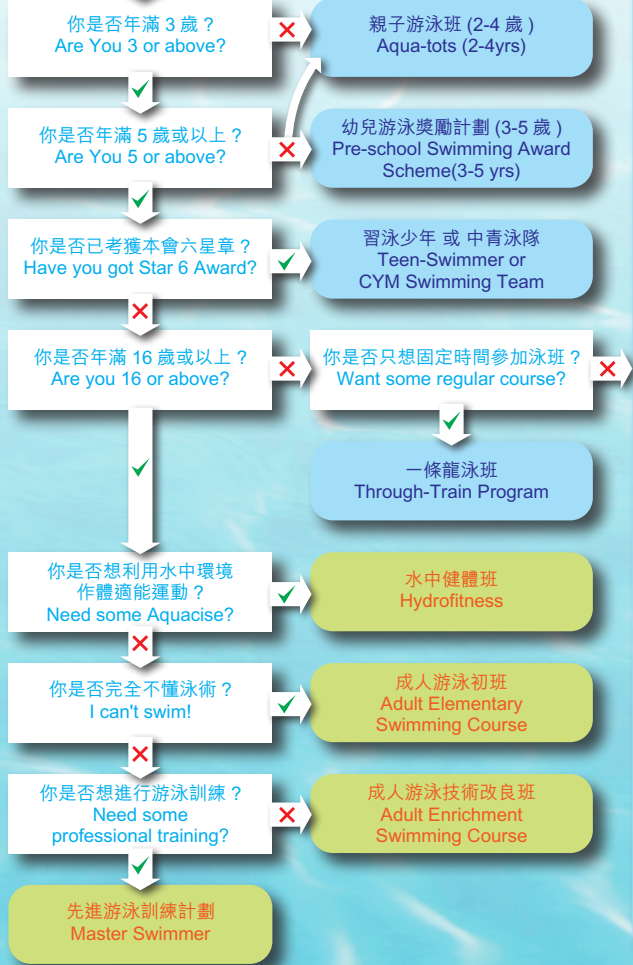 你是否年滿 3 歲？
Are You 3 or above?
親子游泳班 (2-4 歲 )
Aqua-tots (2-4yrs)
你是否年滿 5 歲或以上？
Are You 5 or above?
幼兒游泳獎勵計劃 (3-5 歲 )
Pre-school Swimming Award
Scheme(3-5 yrs)
你是否已考獲本會六星章？
Have you got Star 6 Award?
習泳少年 或 中青泳隊
Teen-Swimmer or
CYM Swimming Team
你是否年滿 16 歲或以上？
Are you 16 or above?
你是否只想固定時間參加泳班？
Want some regular course?
一條龍泳班
Through-Train Program
你是否想利用水中環境
作體適能運動？
Need some Aquacise?
水中健體班
Hydrofitness
你是否完全不懂泳術？
I can't swim!
成人游泳初班
Adult Elementary
Swimming Course
你是否想進行游泳訓練？
Need some
professional training?
成人游泳技術改良班
Adult Enrichment
Swimming Course
先進游泳訓練計劃
Master Swimmer